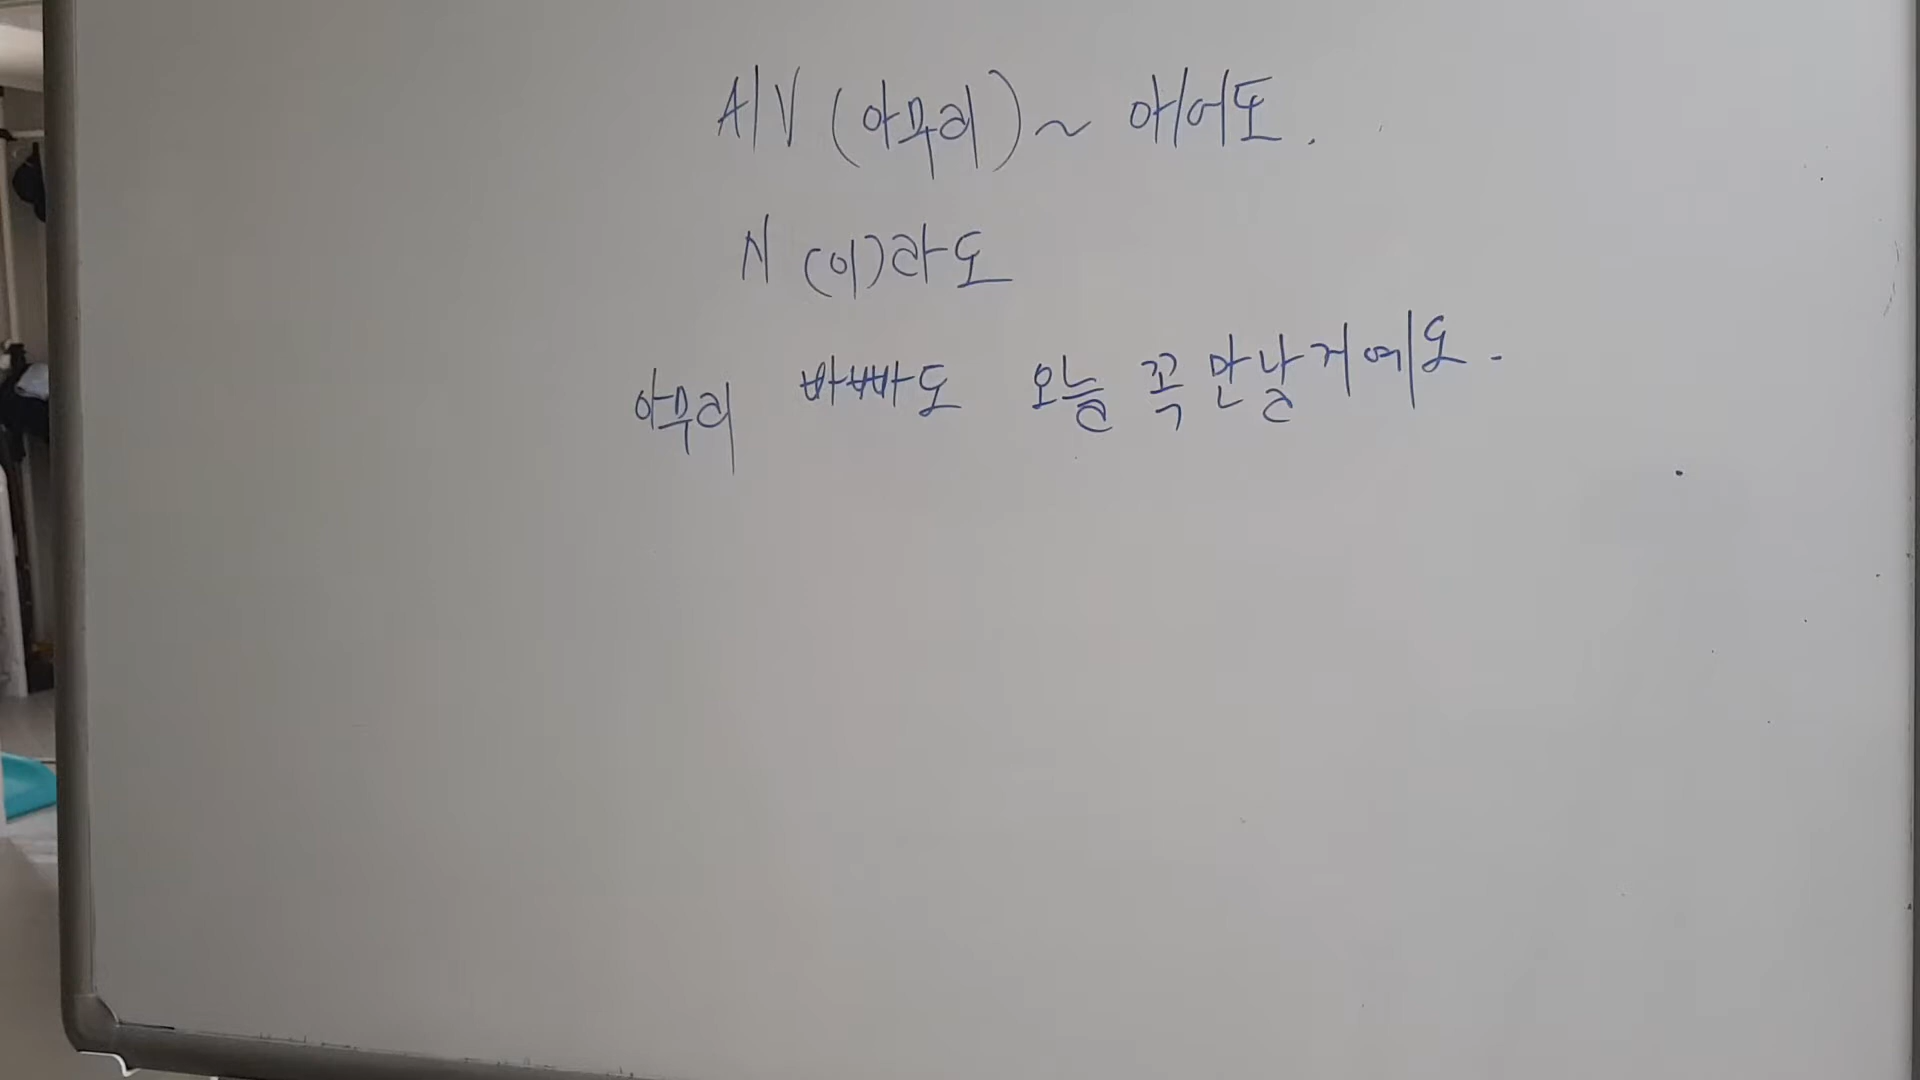 A/V (아무리) ~ 아/어도.
N (이)라도
아무리 바빠도 오늘 꼭 만날 거예요.